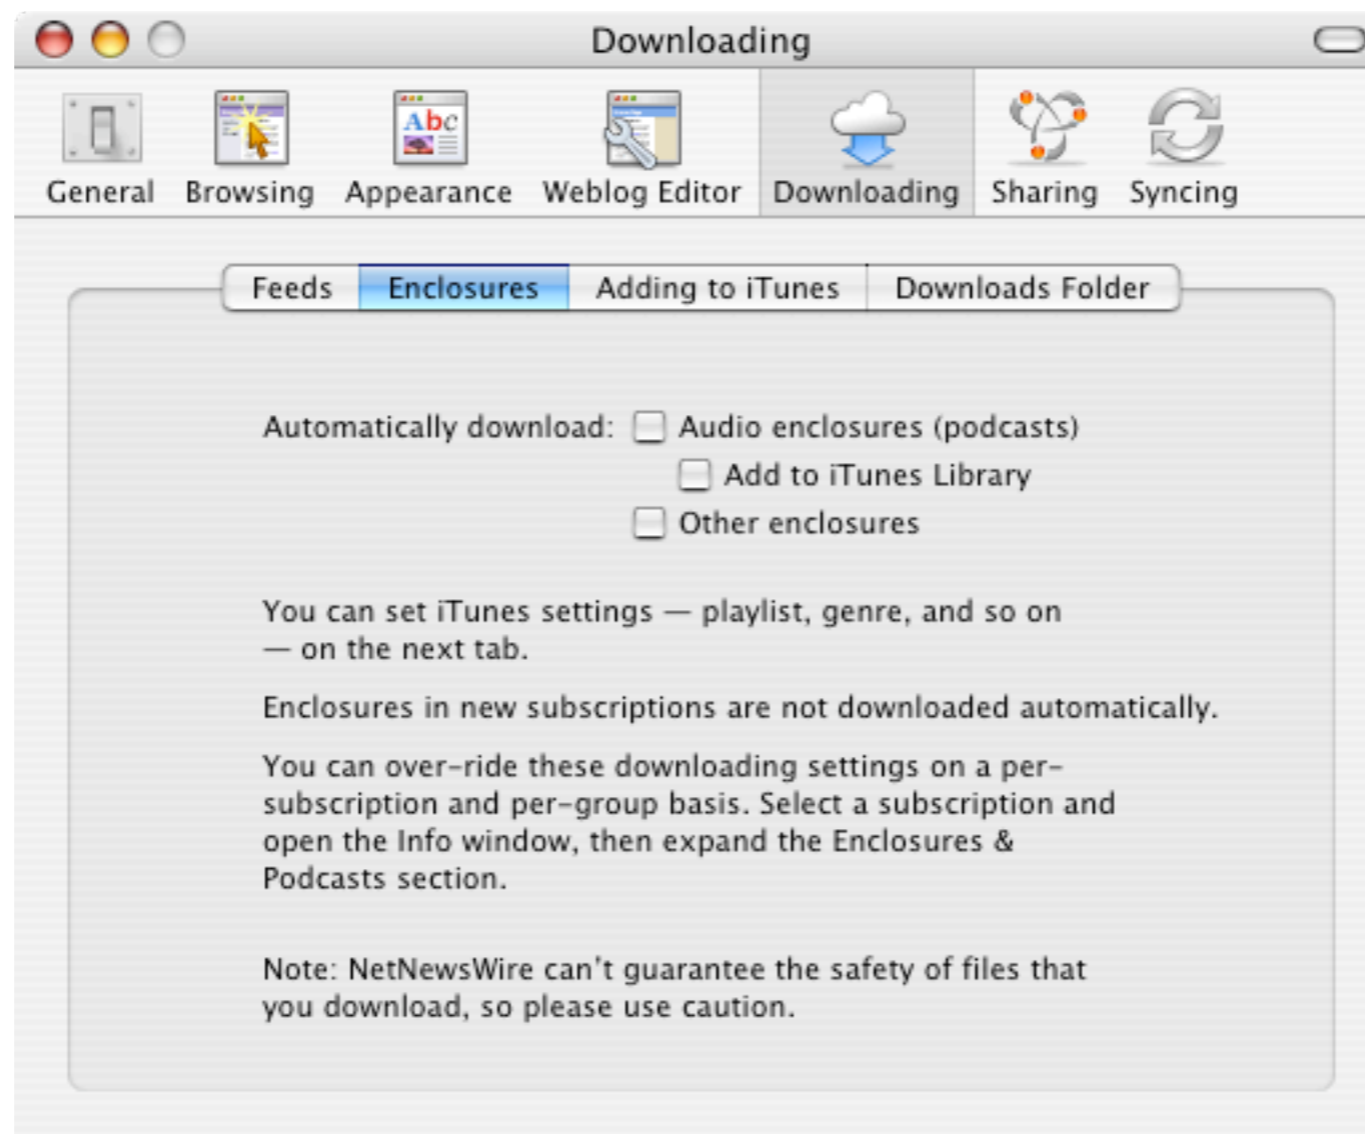 Downloading
Abc
General Browsing Appearance Weblog Editor Downloading Sharing Syncing
Feeds Enclosures Adding to iTunes Downloads Folder
Automatically download: Audio enclosures (podcasts)
Add to iTunes Library
Other enclosures
You can set iTunes settings — playlist, genre, and so on
— on the next tab.
Enclosures in new subscriptions are not downloaded automatically.
You can over-ride these downloading settings on a per-
subscription and per-group basis. Select a subscription and
open the Info window, then expand the Enclosures &
Podcasts section.
Note: NetNewsWire can't guarantee the safety of files that
you download, so please use caution.